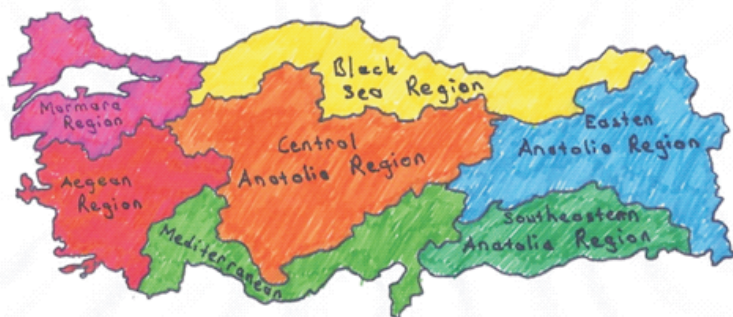 Black
Sea Region
Marmara
Region
Easten
Anatolia Region
Central
Anatolia Region
Aegean
Region
Southeastern
Anatolia Region
Mediterranean